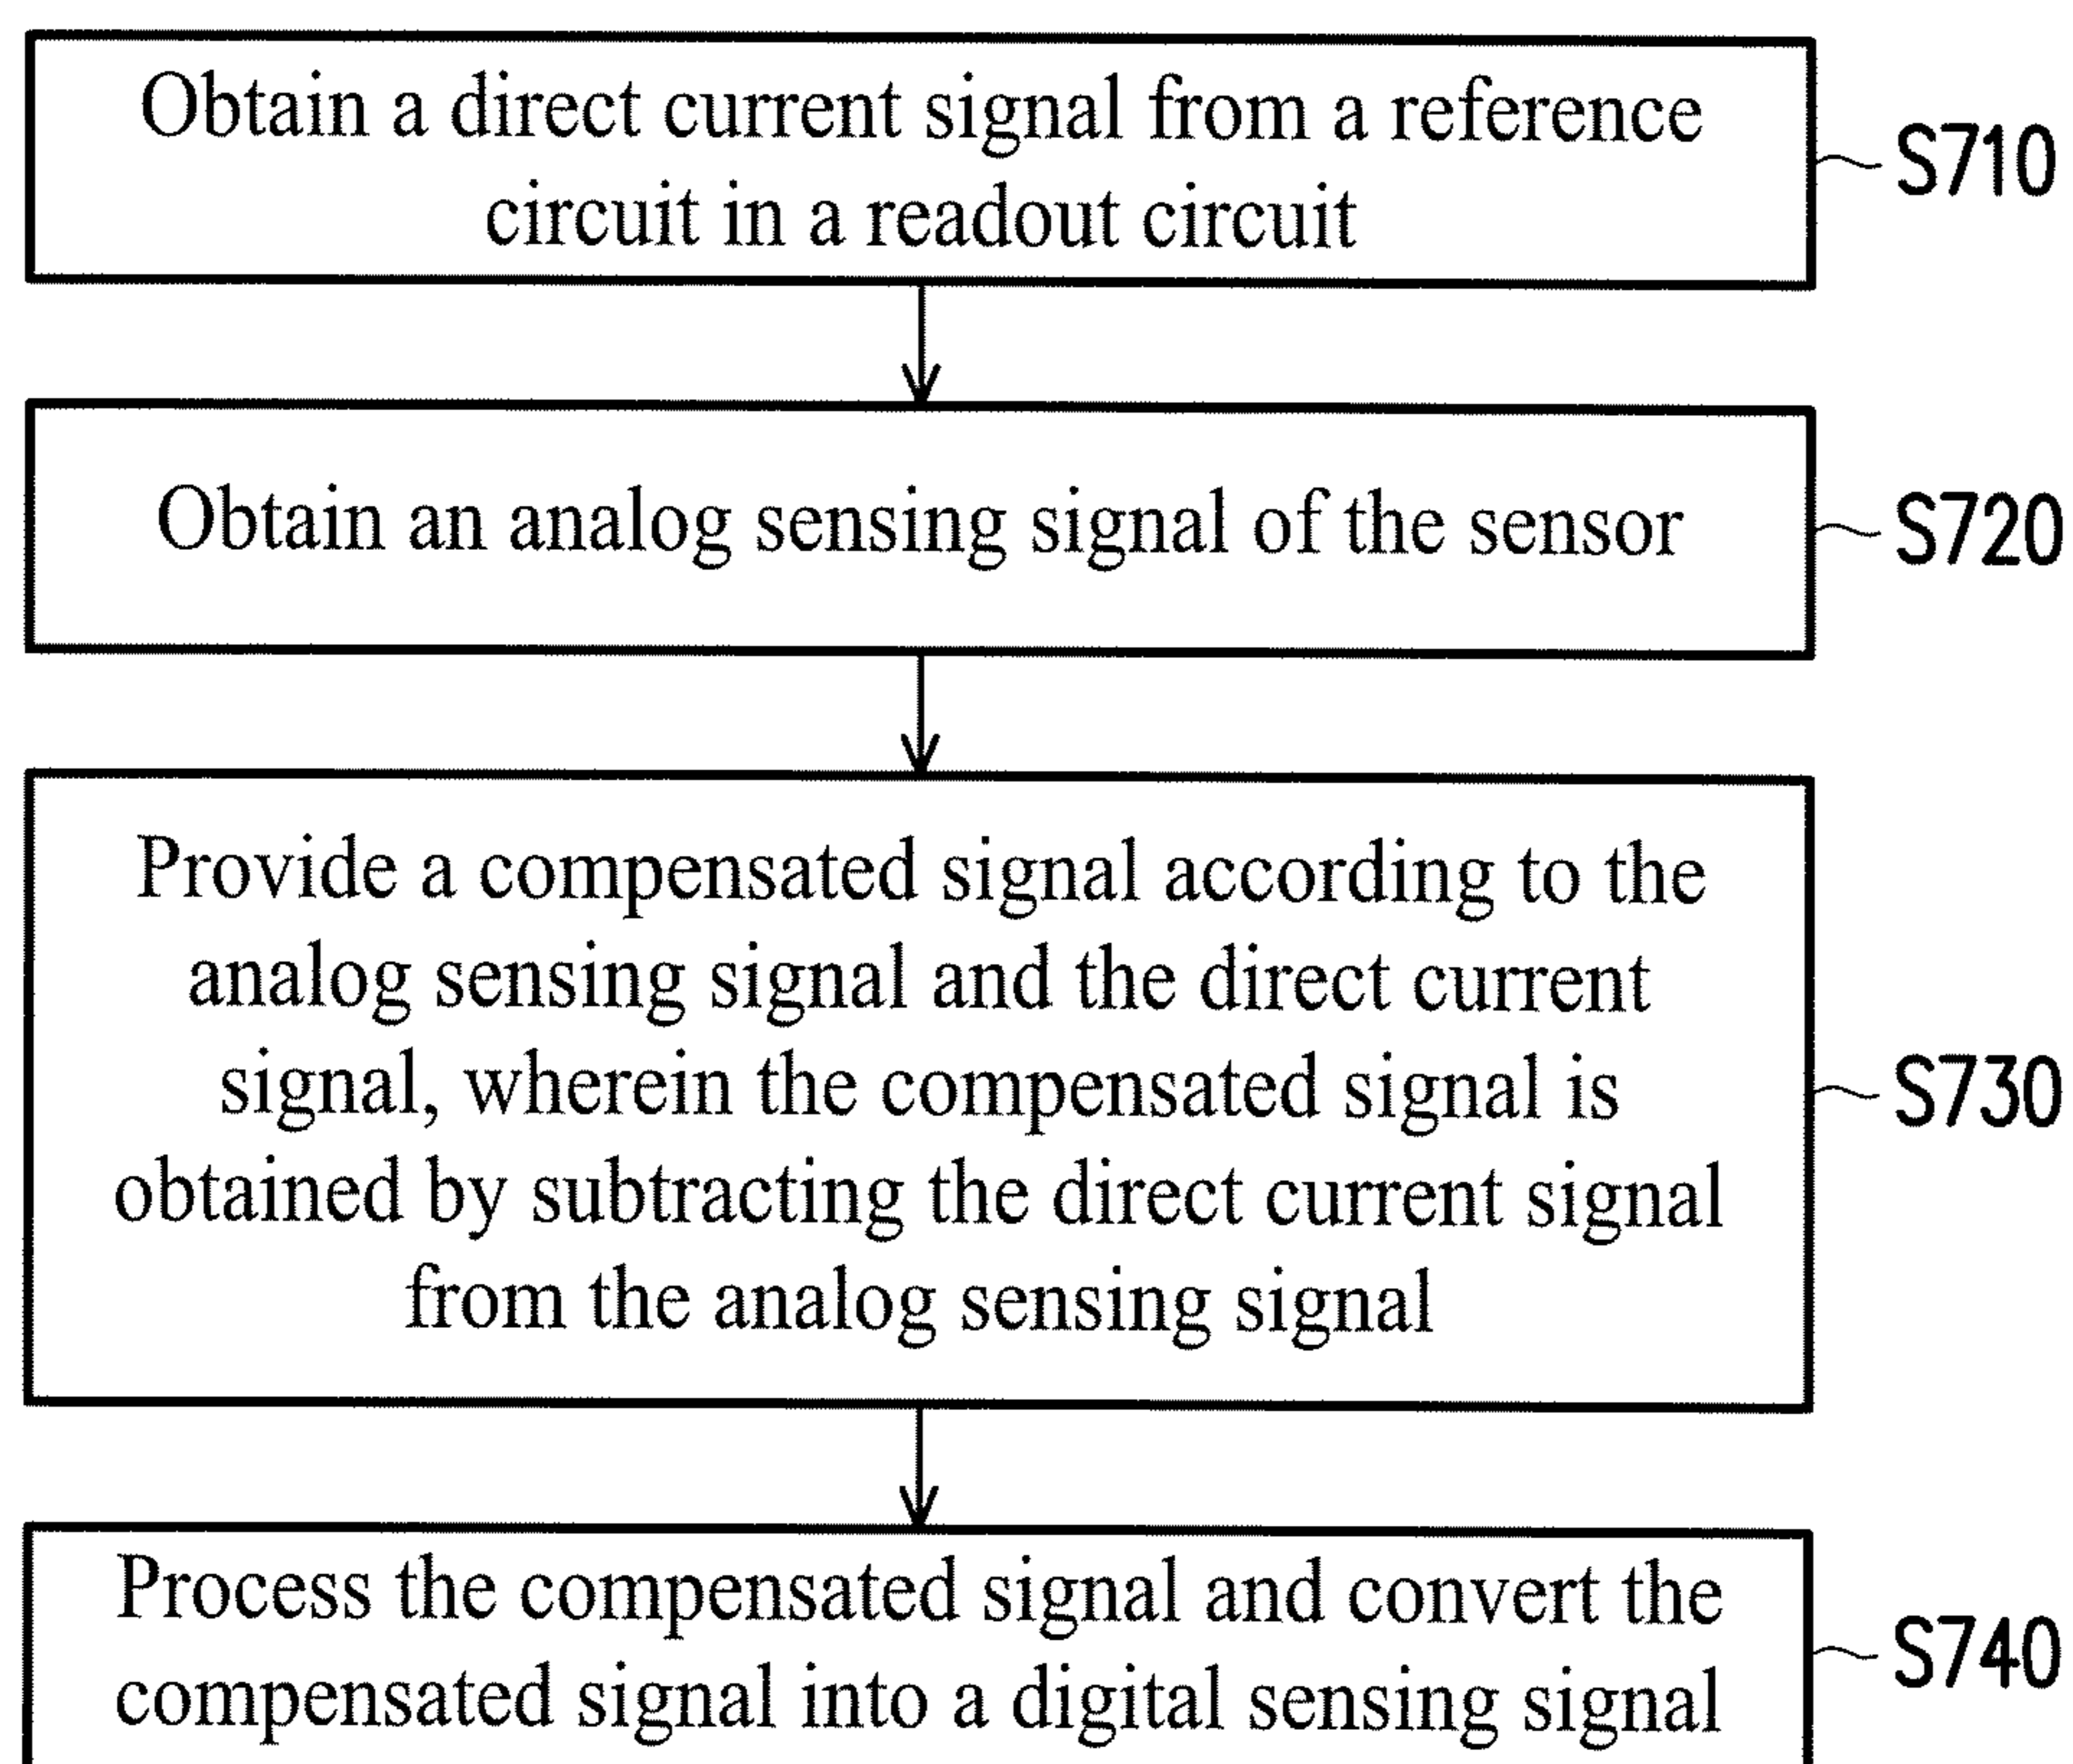 Obtain a direct current signal from a reference
circuit in a readout circuit
S710
Obtain an analog sensing signal of the sensor
S720
Provide a compensated signal according to the
analog sensing signal and the direct current
signal, wherein the compensated signal is
obtained by subtracting the direct current signal
from the analog sensing signal
S730
Process the compensated signal and convert the
compensated signal into a digital sensing signal
S740